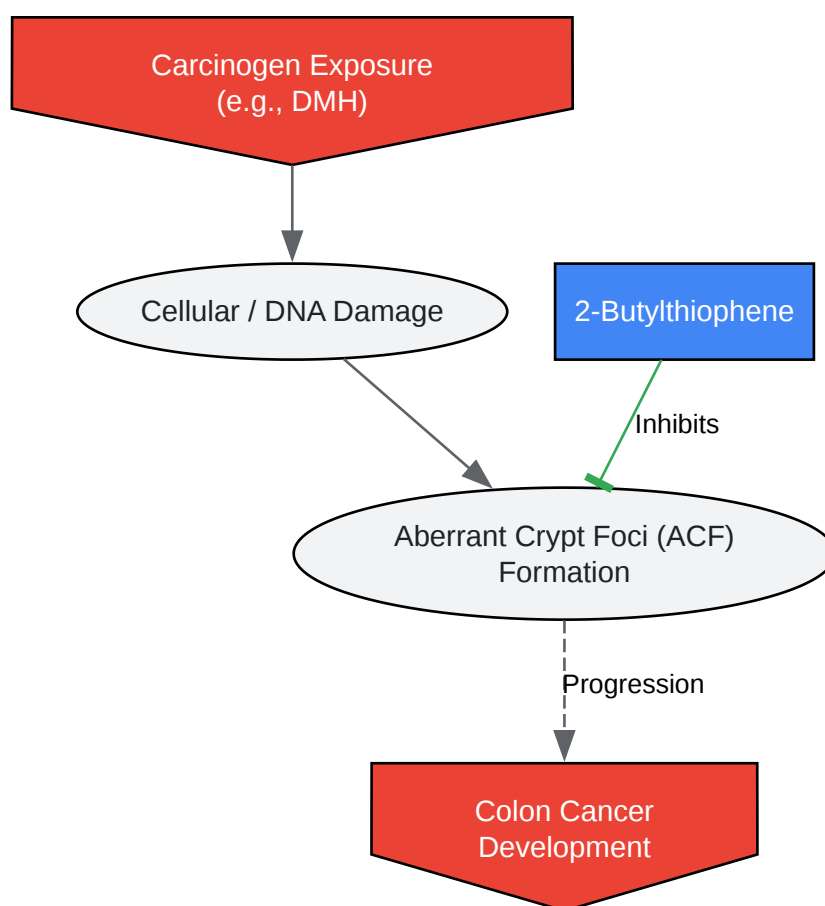 Carcinogen Exposure
(e.g., DMH)
Cellular / DNA Damage
2-Butylthiophene
Inhibits
Aberrant Crypt Foci (ACF)
Formation
Progression
Colon Cancer
Development